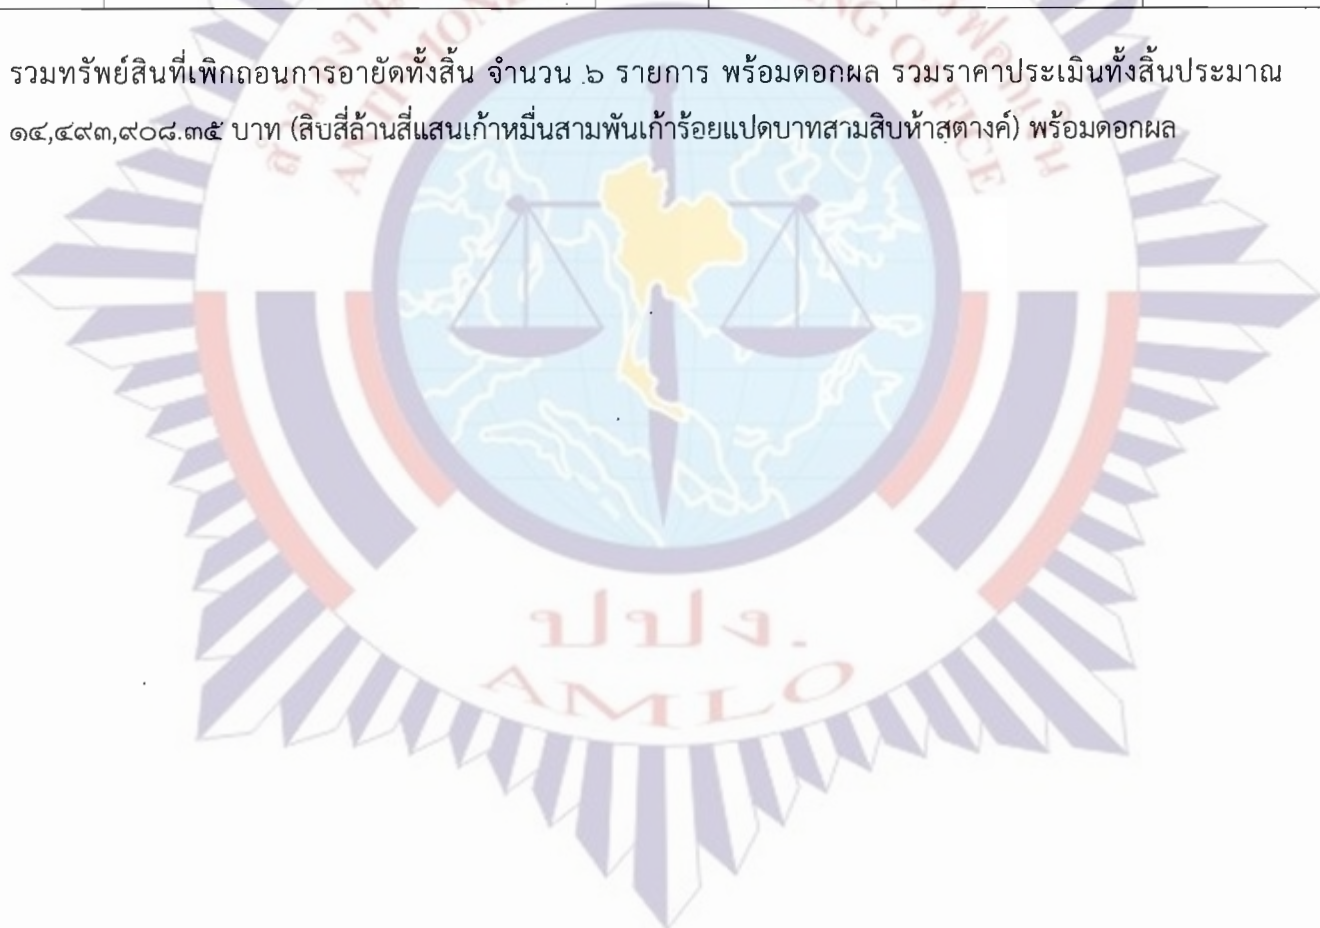 รวมทรัพย์สินที่เพิกถอนการอายัดทั้งสิ้น จำนวน ๖ รายการ พร้อมดอกผล รวมราคาประเมินทั้งสิ้นประมาณ
๑๔,๔๙๓,๙๐๘.๓๕ บาท (สิบสี่ล้านสี่แสนเก้าหมื่นสามพันเก้าร้อยแปดบาทสามสิบห้าสตางค์) พร้อมดอกผล
ปปง.
AMLO